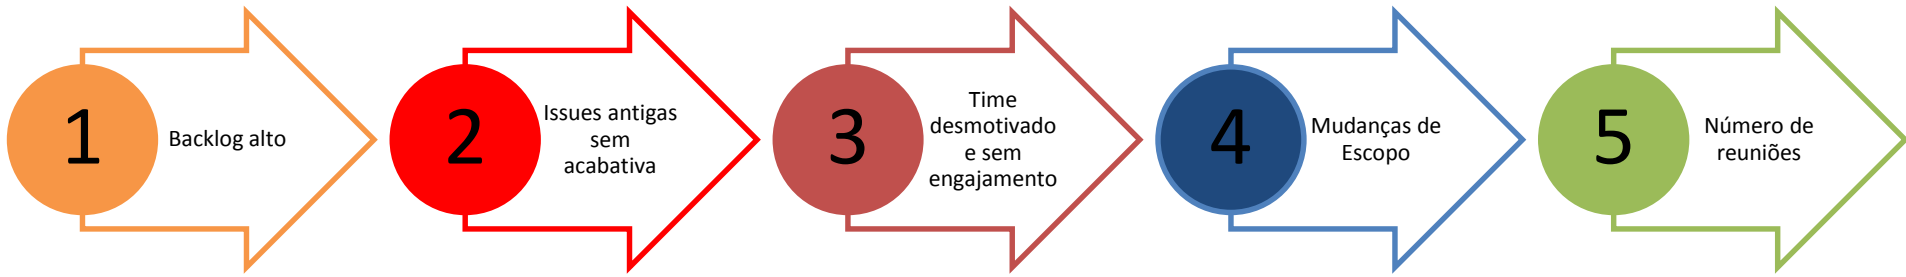 1
Backlog alto
2
Issues antigas
sem
acabativa
3
Time
desmotivado
e sem
engajamento
4
Mudanças de
Escopo
5
Número de
reuniões